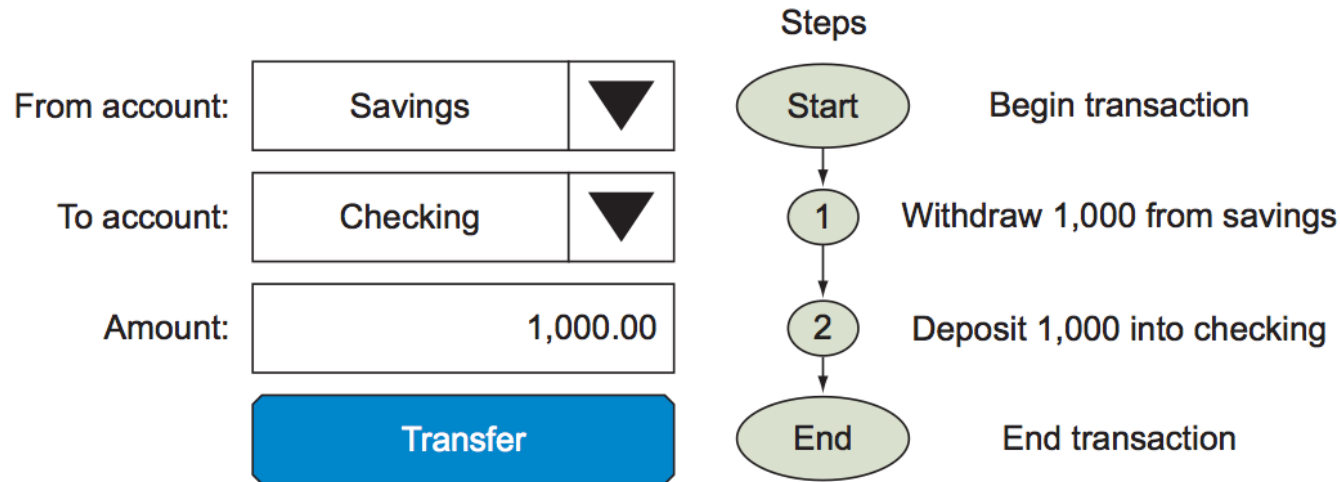 Steps
From account: Savings Start Begin transaction
To account: Checking 1 Withdraw 1,000 from savings
Amount: 1,000.00 2 Deposit 1,000 into checking
Transfer End End transaction